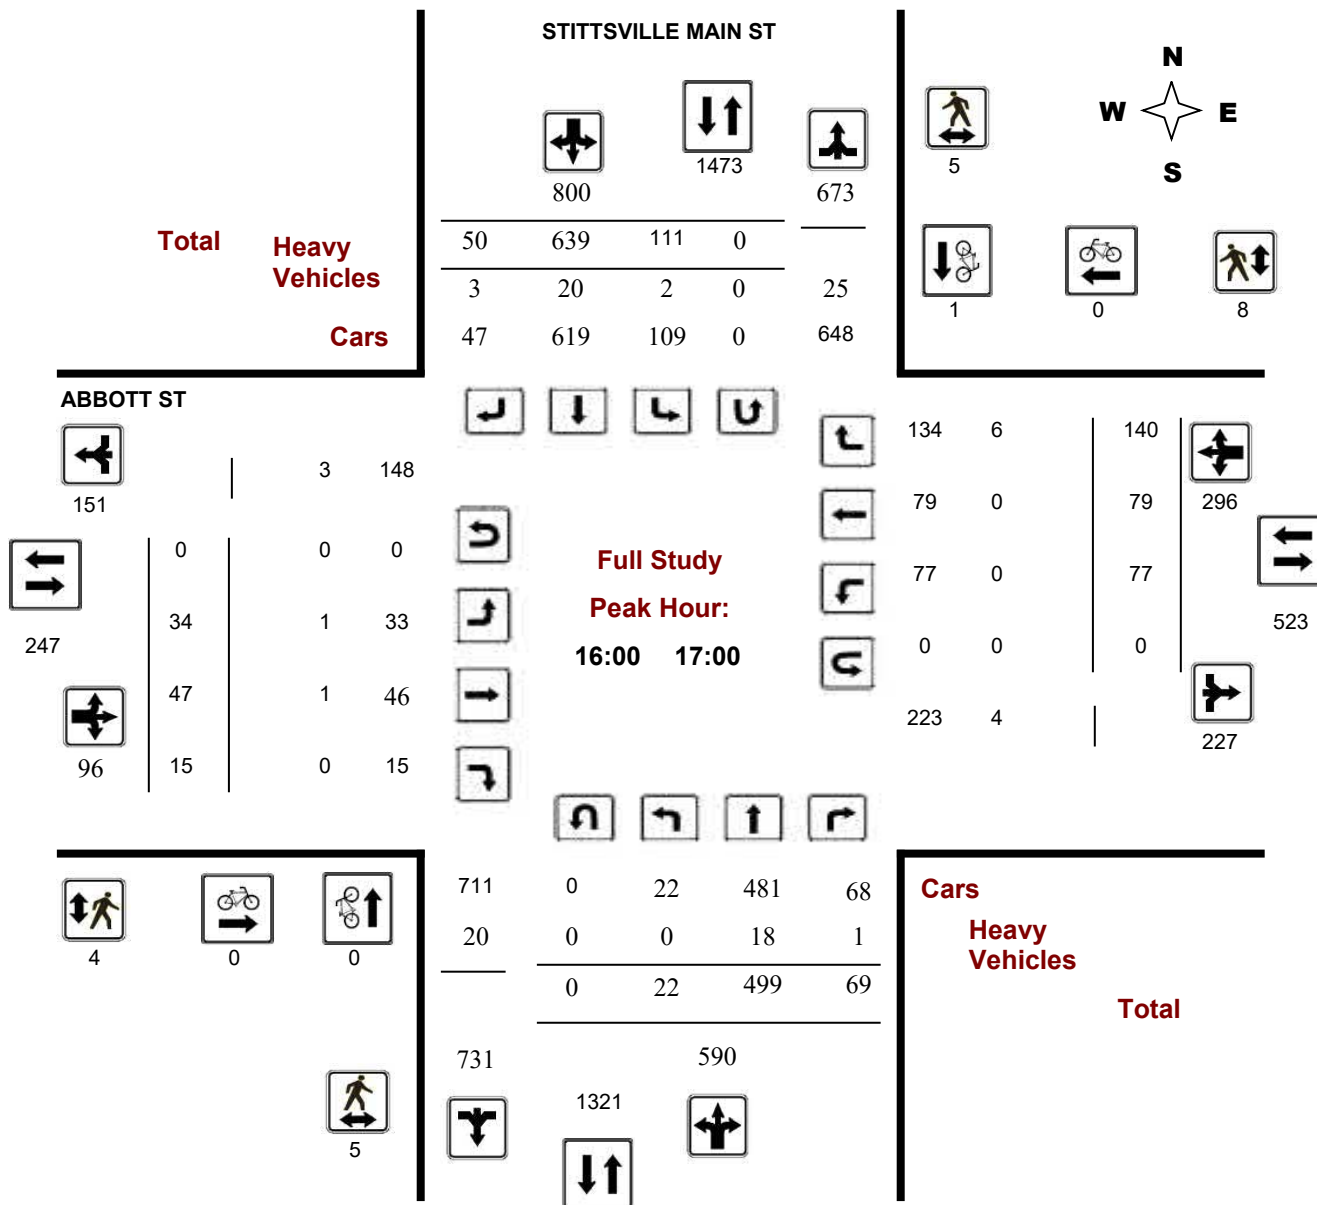 STITTSVILLE MAIN ST
N
W E
S
1473
5
800 673
Total Heavy Vehicles
50 639 111 0
3 20 2 0 25
1 0 8
Cars 47 619 109 0 648
ABBOTT ST
134 6 140
3 148
151
79 0 79 296
0 0 0
Full Study
77 0 77
Peak Hour:
34 1 33
523
247
16:00 17:00
0 0 0
47 1 46
223 4
227
96 15 0 15
711 0 22 481 68
Cars
20 0 0 18 1
Heavy
Vehicles
4 0 0
0 22 499 69
Total
731 590
1321
5